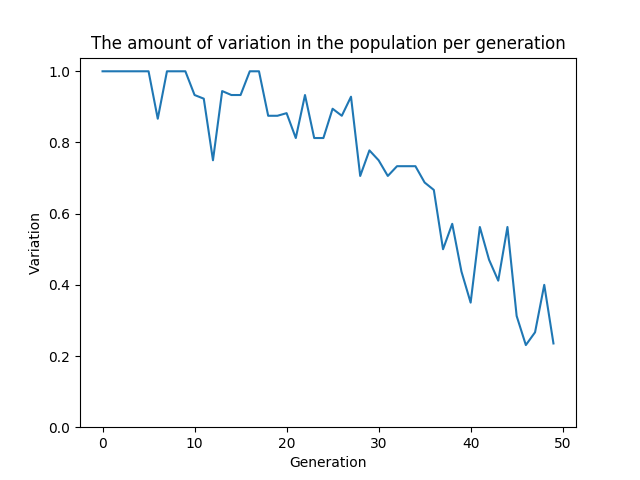 The amount of variation in the population per generation
1.0
0.8
0.6
0.4
0.2
0.0
Variation
0 10 20 30 40 50
Generation